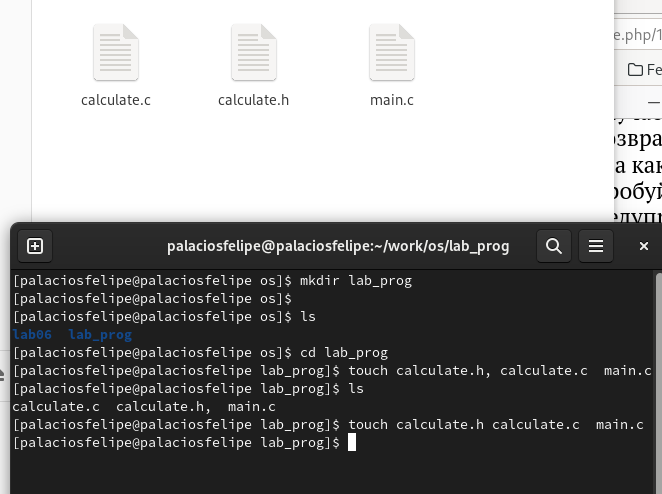 e.php/1
Fe
calculate.c calculate.h main.c
озвра
а как
робуй
palaciosfelipe@palaciosfelipe:~/work/os/lab_prog
[palaciosfelipe@palaciosfelipe os]$ mkdir lab_prog
[palaciosfelipe@palaciosfelipe os]$
[palaciosfelipe@palaciosfelipe os]$ ls
lab06  lab_prog
[palaciosfelipe@palaciosfelipe os]$ cd lab_prog
[palaciosfelipe@palaciosfelipe lab_prog]$ touch calculate.h, calculate.c  main.c
[palaciosfelipe@palaciosfelipe lab_prog]$ ls
calculate.c  calculate.h,  main.c
[palaciosfelipe@palaciosfelipe lab_prog]$ touch calculate.h calculate.c  main.c
[palaciosfelipe@palaciosfelipe lab_prog]$